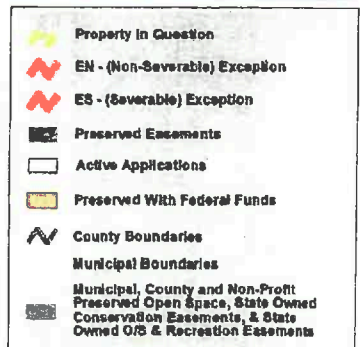 Property in Question
EN - (Non-Severable) Exception
ES - (Severable) Exception
Preserved Easements
Active Applications
Preserved With Federal Funds
County Boundaries
Municipal Boundaries
Municipal, County and Non-Profit
Preserved Open Space, State Owned
Conservation Easements, & State
Owned O/S & Recreation Easements